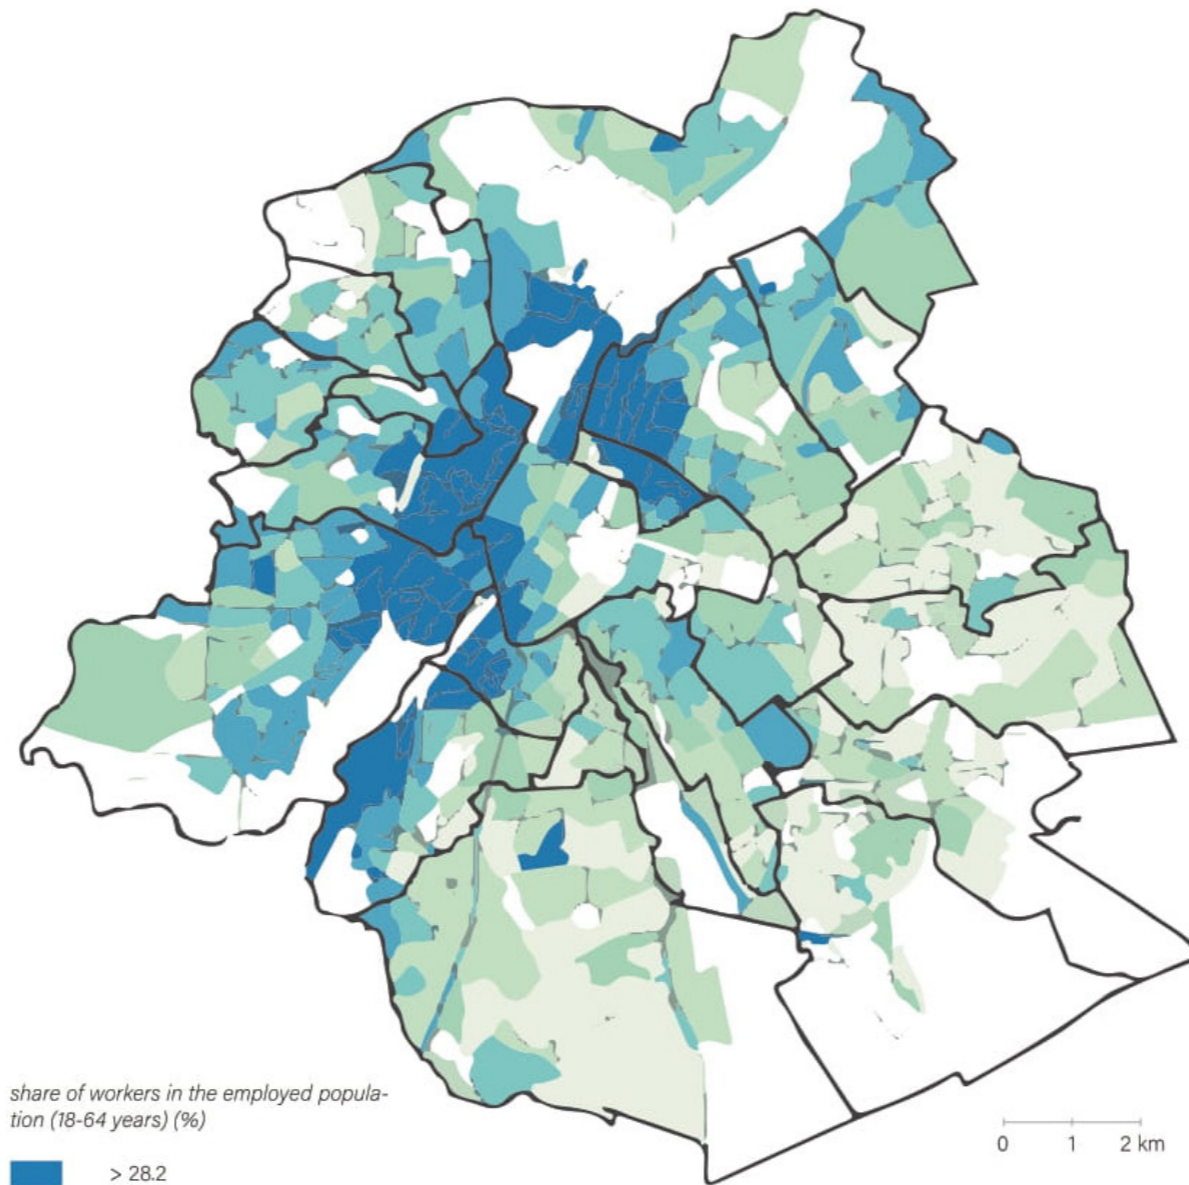 share of workers in the employed popula-
tion (18-64 years) (%)
> 28.2
0 1 2 km